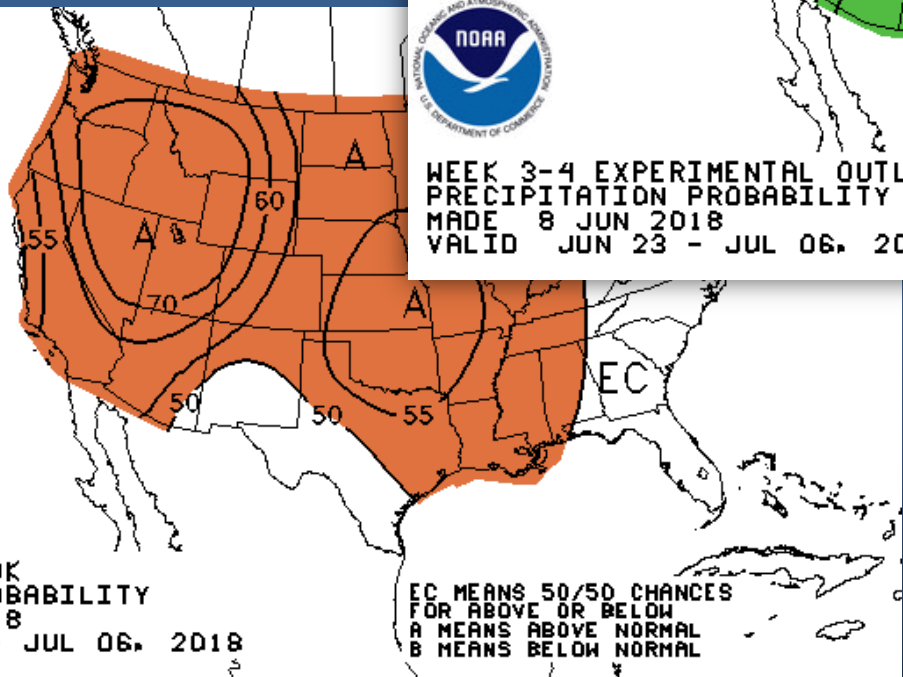 NATIONAL OCEANIC AND ATMOSPHERIC ADMINISTRATION
NOAA
U.S. DEPARTMENT OF COMMERCE
WEEK 3-4 EXPERIMENTAL OUTL
PRECIPITATION PROBABILITY
MADE 8 JUN 2018
VALID JUN 23 - JUL 06, 20
A
60
55
A
70
A
EC
50
50
55
OK
OBABILITY
8
JUL 06, 2018
EC MEANS 50/50 CHANCES
FOR ABOVE OR BELOW
A MEANS ABOVE NORMAL
B MEANS BELOW NORMAL